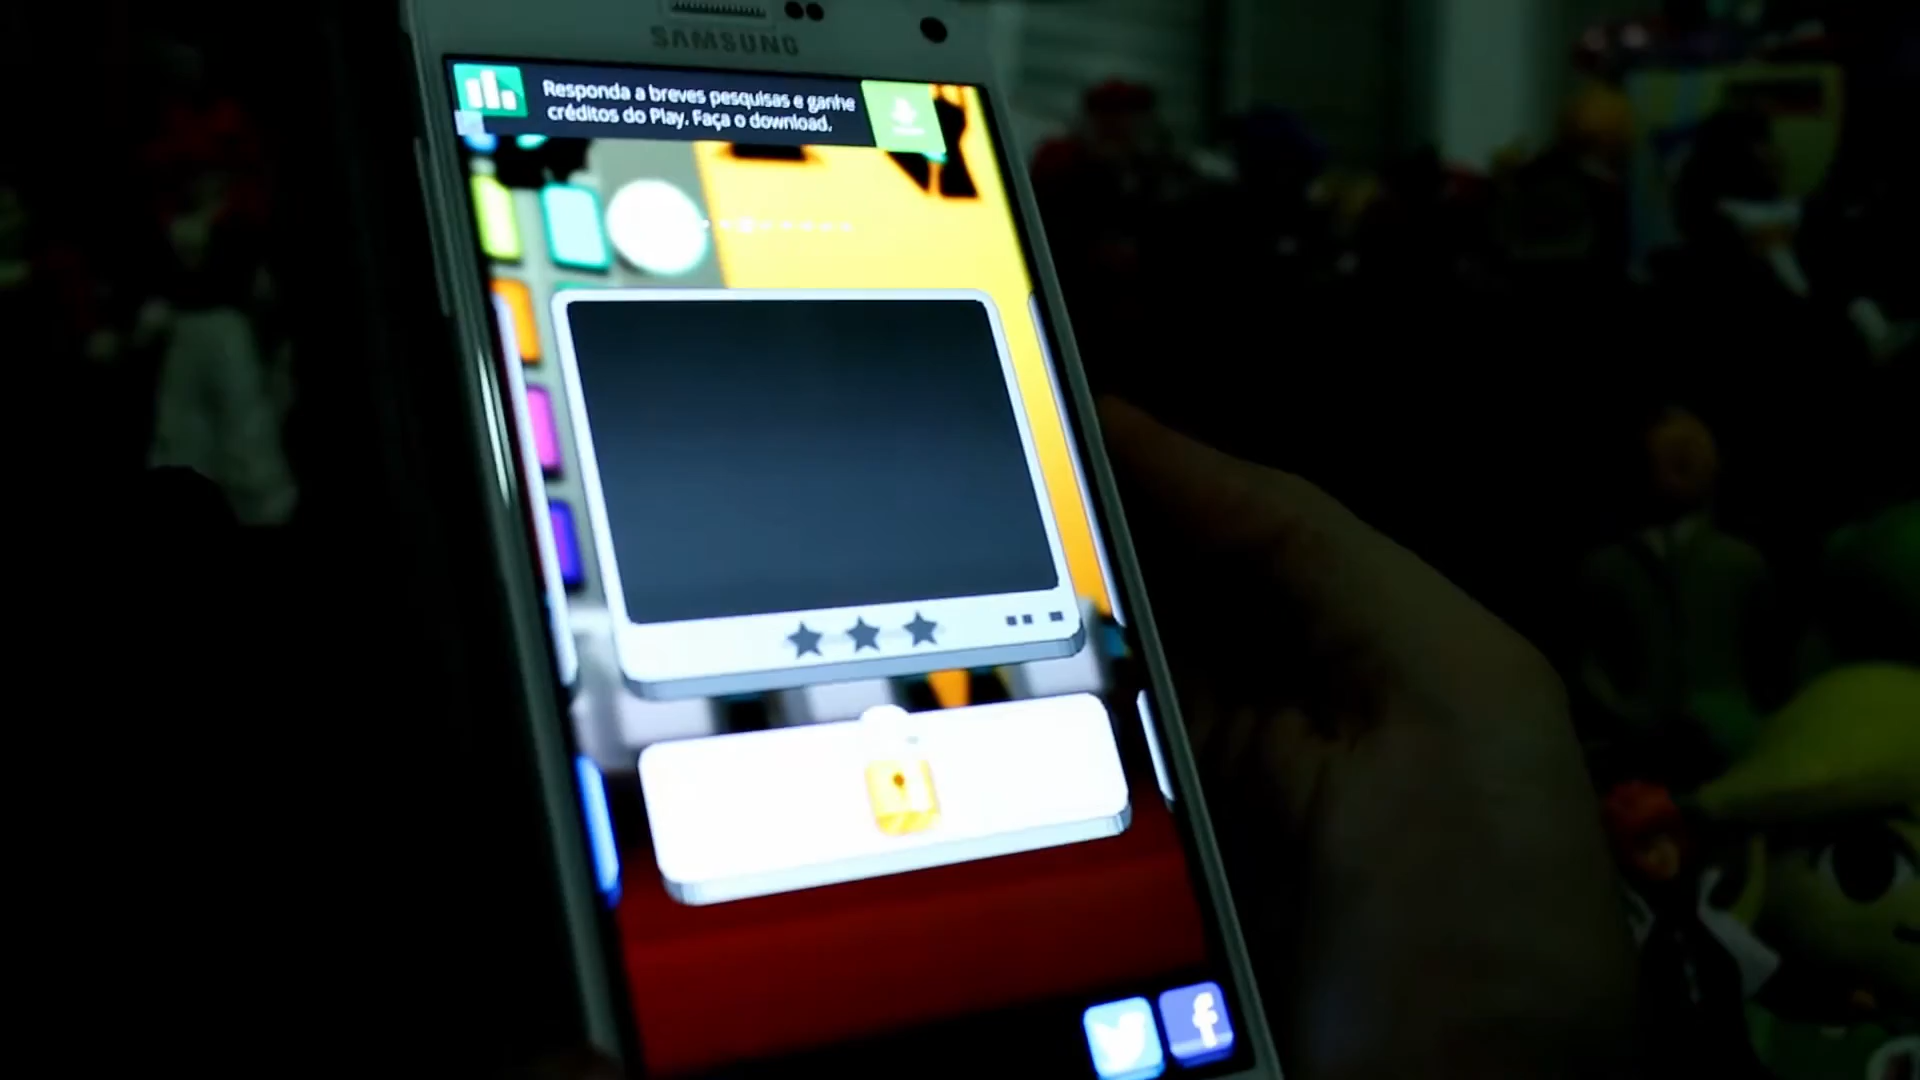 SAMSUNG
Responda a breves pesquisas e ganhe
créditos do Play. Faça o download.